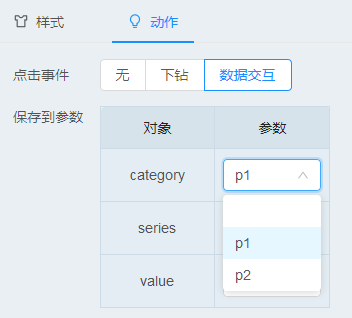 样式 动作
点击事件 无 下钻 数据交互
保存到参数 对象 参数
category p1
series
p1
value p2